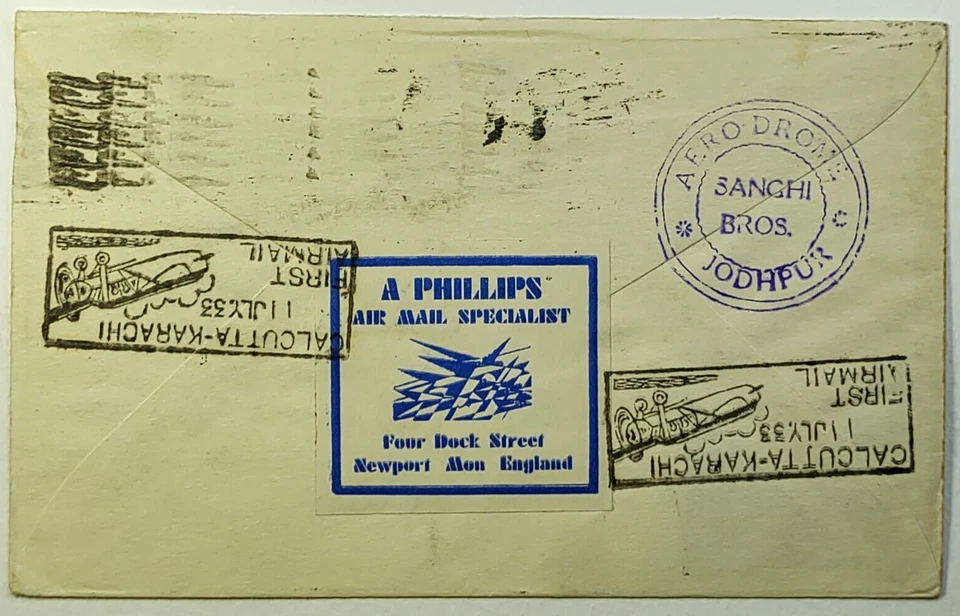 AERO DROME
SANGHI
BROS.
JODHPUR
FIRST
AIRMAIL
11 JLY.33
CALCUTTA-KARACHI
A PHILLIPS
AIR MAIL SPECIALIST
Four Dock Street
Newport Mon England
FIRST
AIRMAIL
11 JLY.33
CALCUTTA-KARACHI